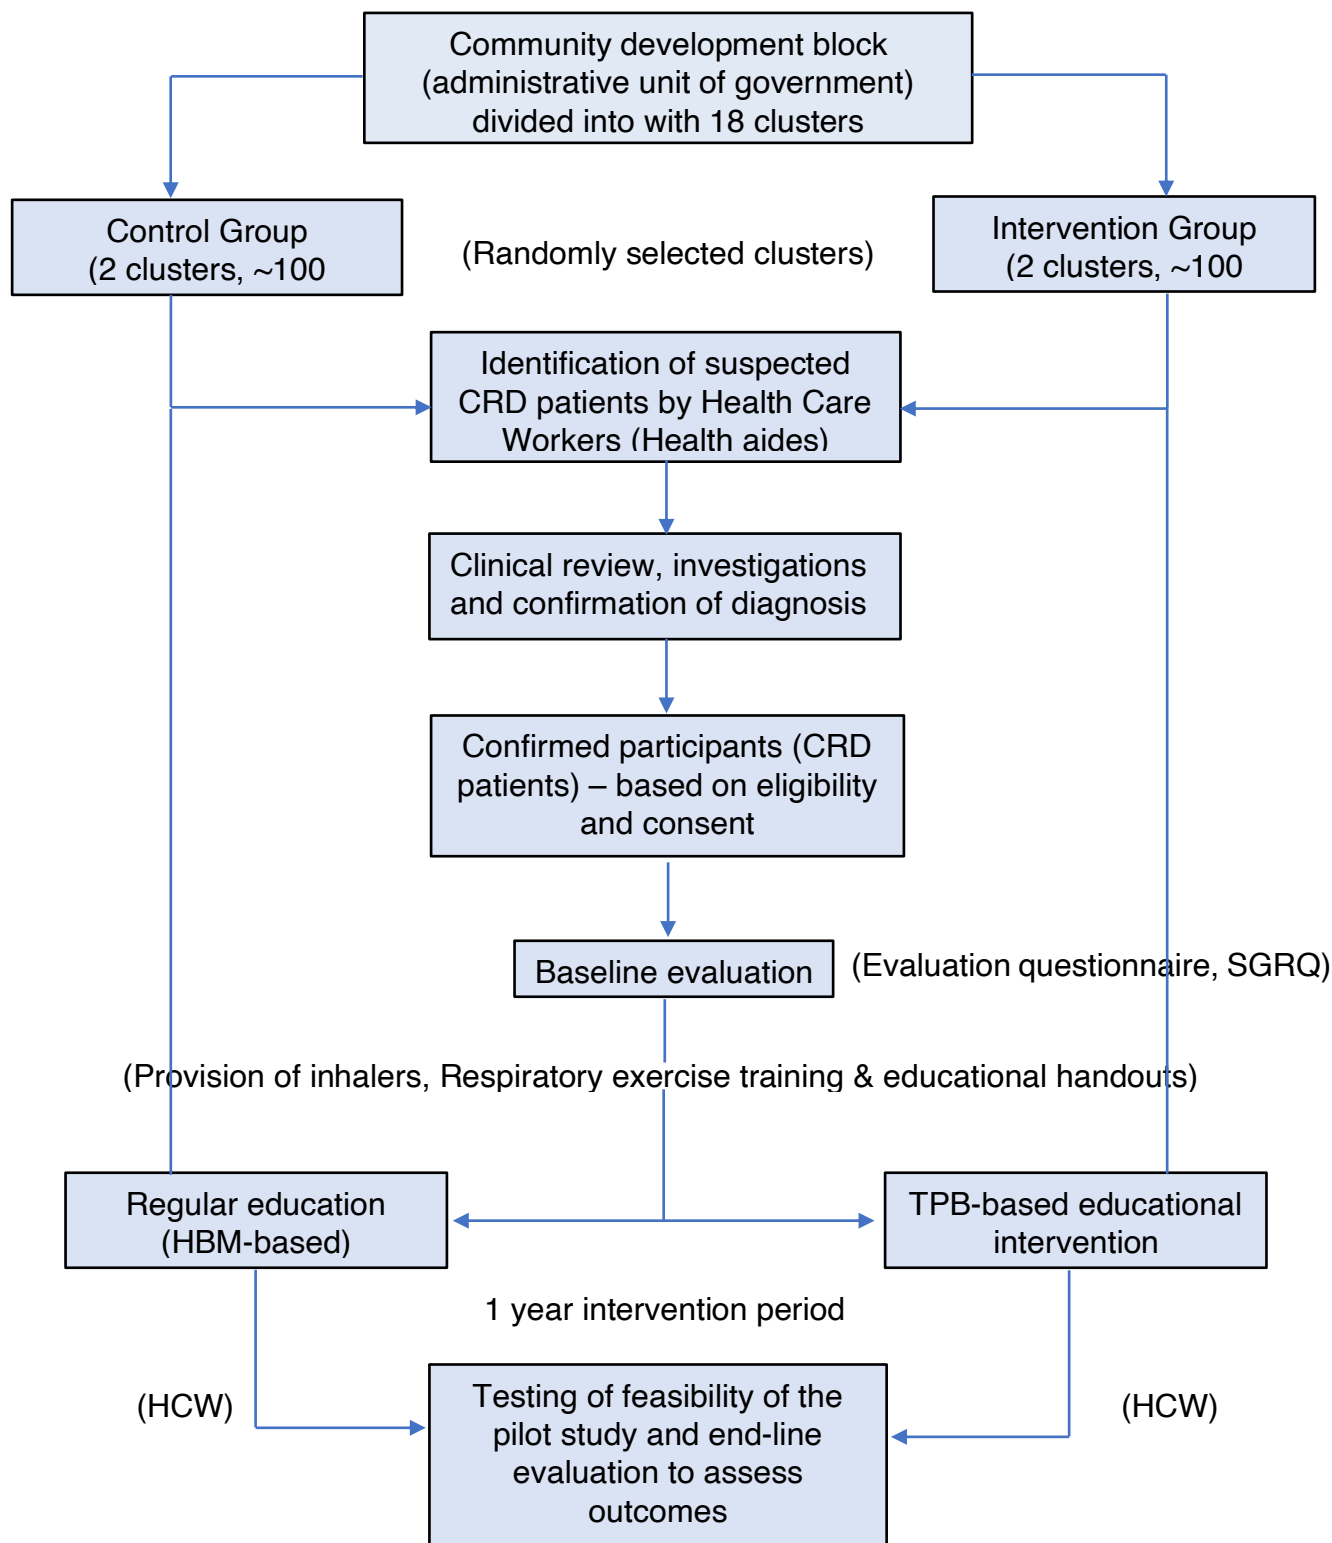 Community development block
(administrative unit of government)
divided into with 18 clusters
Control Group
(2 clusters, ~100
(Randomly selected clusters)
Intervention Group
(2 clusters, ~100
Identification of suspected
CRD patients by Health Care
Workers (Health aides)
Clinical review, investigations
and confirmation of diagnosis
Confirmed participants (CRD
patients) – based on eligibility
and consent
Baseline evaluation
(Evaluation questionnaire, SGRQ)
(Provision of inhalers, Respiratory exercise training & educational handouts)
Regular education
(HBM-based)
TPB-based educational
intervention
1 year intervention period
(HCW)
Testing of feasibility of the
pilot study and end-line
evaluation to assess
outcomes
(HCW)